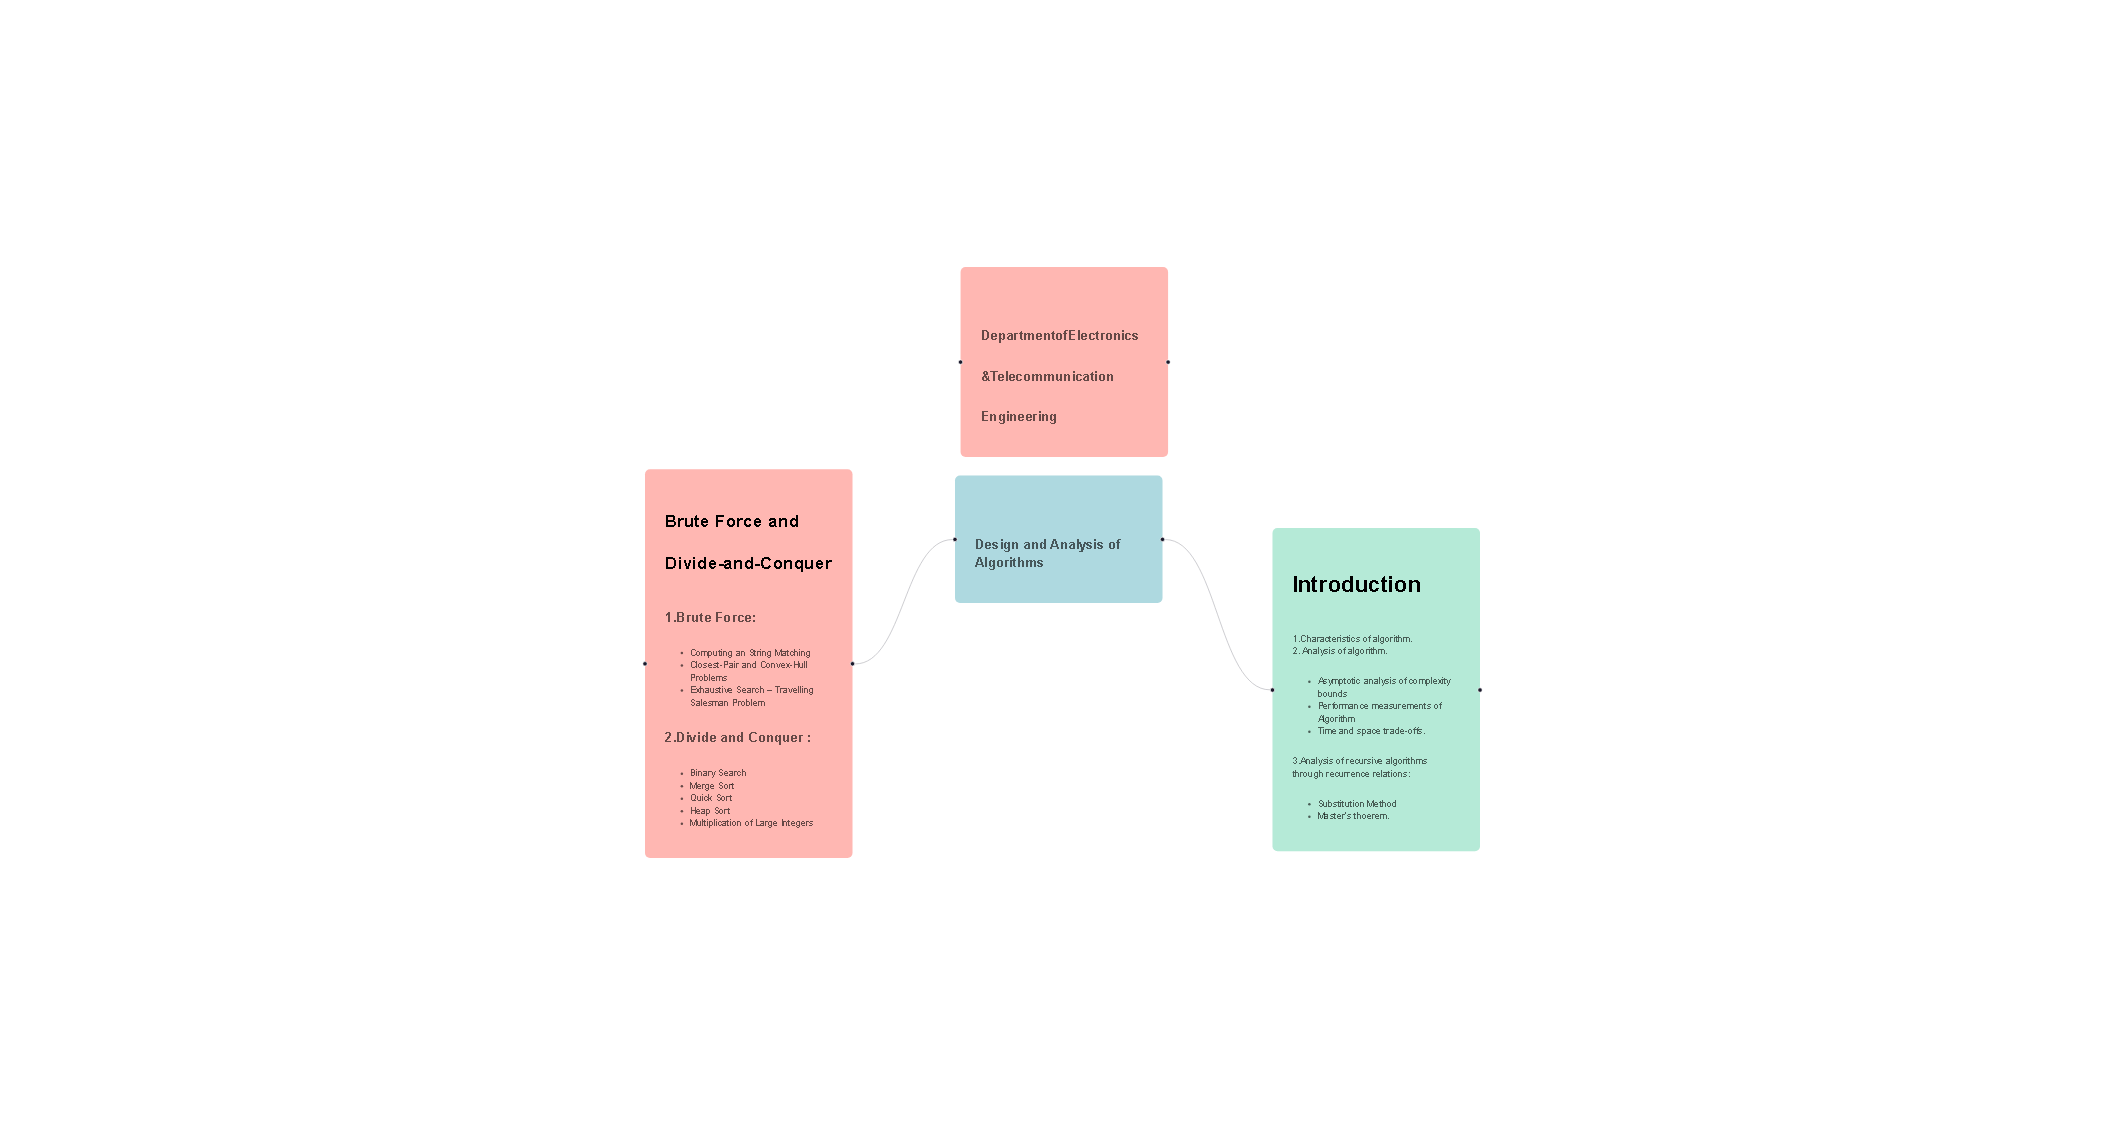 DepartmentofElectronics
&Telecommunication
Engineering
Design and Analysis of
Algorithms
Brute Force and
Divide-and-Conquer
1.Brute Force:
• Computing an String Matching
• Closest-Pair and Convex-Hull
Problems
• Exhaustive Search – Travelling
Salesman Problem
2.Divide and Conquer :
• Binary Search
• Merge Sort
• Quick Sort
• Heap Sort
• Multiplication of Large Integers
Introduction
1.Characteristics of algorithm.
2. Analysis of algorithm.
• Asymptotic analysis of complexity
bounds
• Performance measurements of
Algorithm
• Time and space trade-offs.
3.Analysis of recursive algorithms
through recurrence relations:
• Substitution Method
• Master's thoerem.